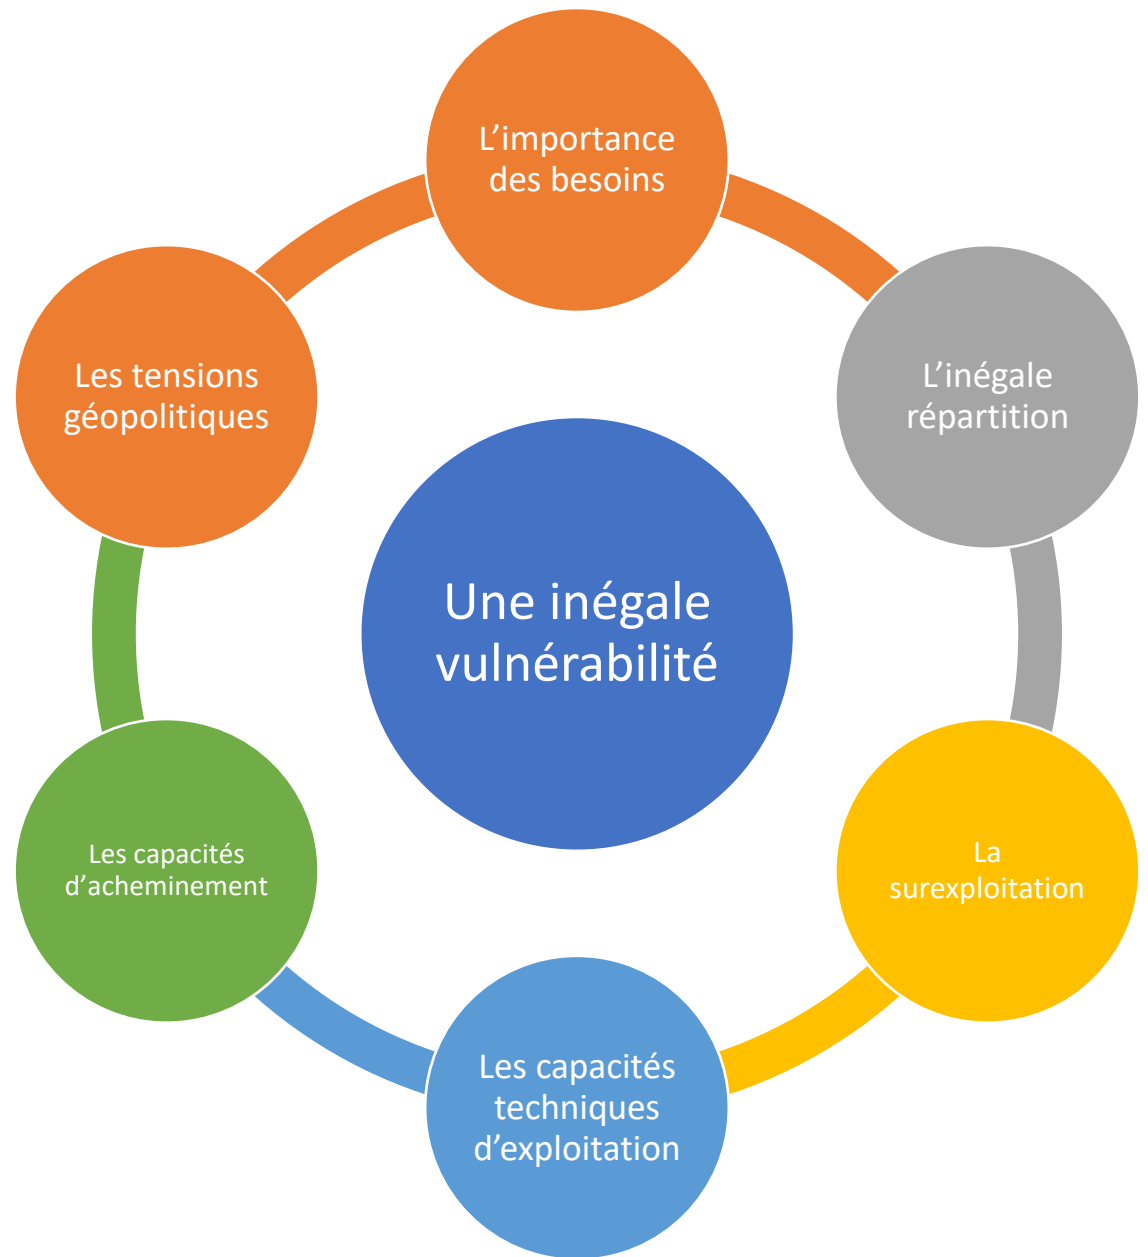 L’importance
des besoins
Les tensions
géopolitiques
L’inégale
répartition
Une inégale
vulnérabilité
Les capacités
d’acheminement
La
surexploitation
Les capacités
techniques
d’exploitation